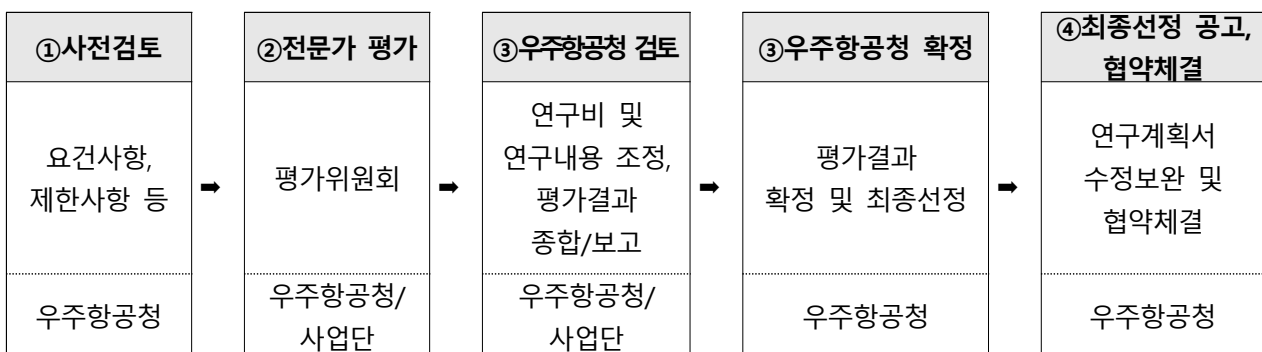 ①사전검토
요건사항,
제한사항 등
우주항공청
➡
②전문가 평가
평가위원회
우주항공청/
사업단
➡
③우주항공청 검토
연구비 및
연구내용 조정,
평가결과
종합/보고
우주항공청/
사업단
➡
③우주항공청 확정
평가결과
확정 및 최종선정
우주항공청
➡
④최종선정 공고,
협약체결
연구계획서
수정보완 및
협약체결
우주항공청